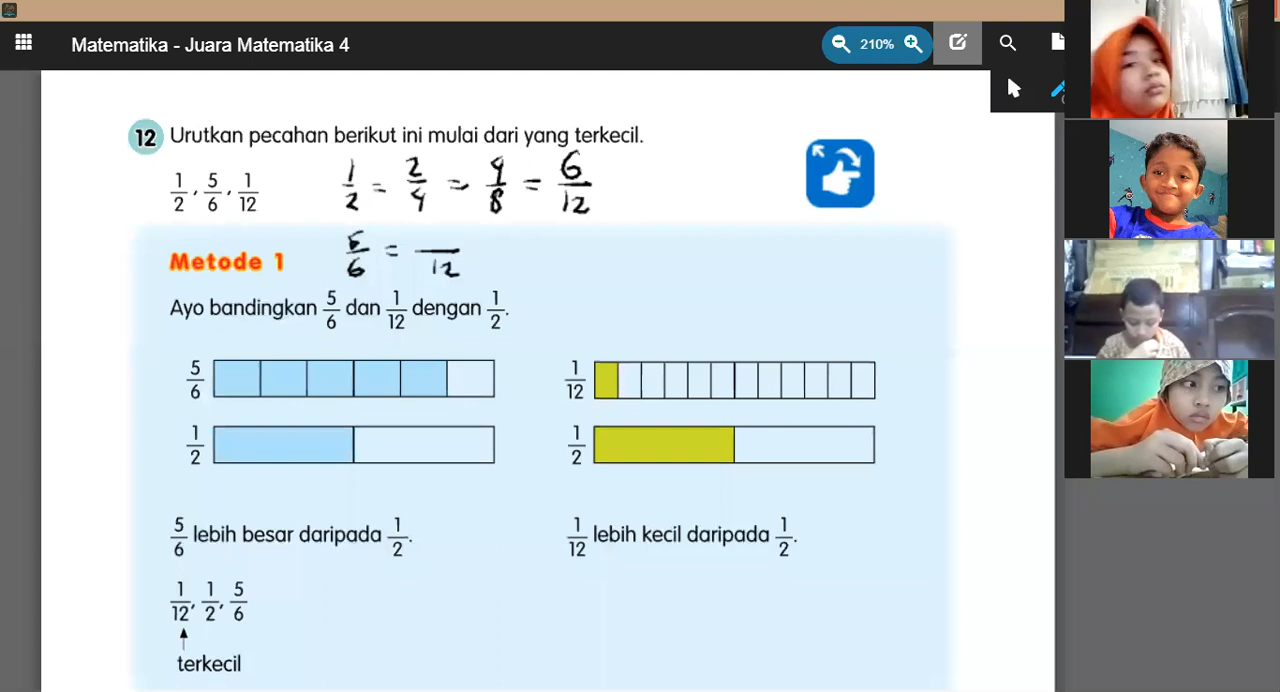 Matematika - Juara Matematika 4
210%
12 Urutkan pecahan berikut ini mulai dari yang terkecil.
1/2, 5/6, 1/12
1/2 = 2/4 = 4/8 = 6/12
5/6 = /12
Metode 1
Ayo bandingkan 5/6 dan 1/12 dengan 1/2.
5/6
1/12
1/2
1/2
5/6 lebih besar daripada 1/2.
1/12 lebih kecil daripada 1/2.
1/12, 1/2, 5/6
terkecil